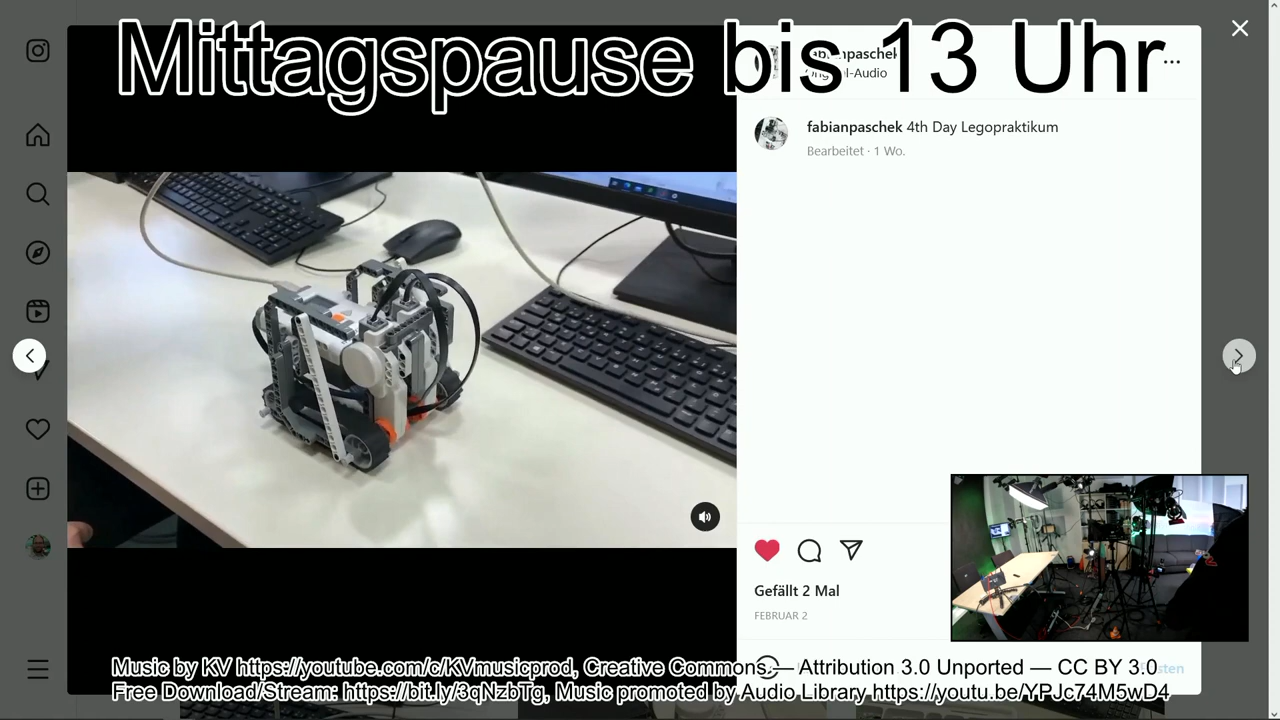 Mittagspause bis 13 Uhr
fabianpaschek
fabianpaschek 4th Day Legopraktikum
Bearbeitet · 1 Wo.
Gefällt 2 Mal
FEBRUAR 2
Music by KV https://youtube.com/c/KVmusicprod, Creative Commons — Attribution 3.0 Unported — CC BY 3.0
Free Download/Stream: https://bit.ly/3qNzbTg, Music promoted by Audio Library https://youtu.be/YPJc74M5wD4